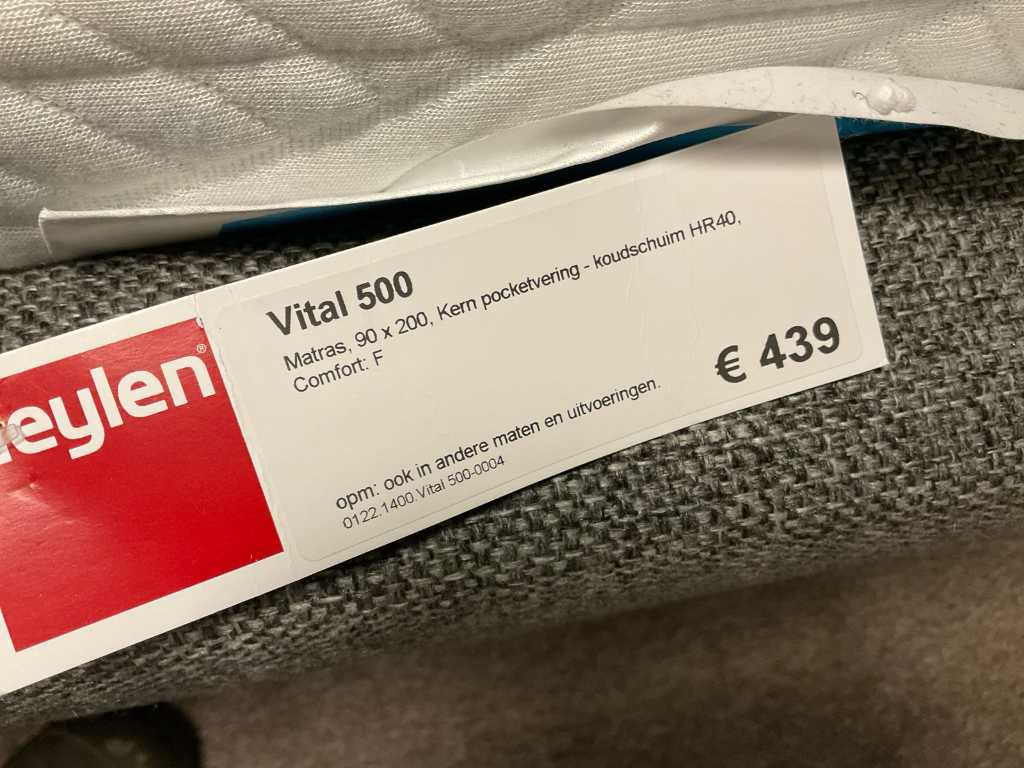 eylen®
Vital 500
Matras, 90 x 200, Kern pocketvering - koudschuim HR40,
Comfort: F
€ 439
opm: ook in andere maten en uitvoeringen.
0122.1400.Vital 500-0004